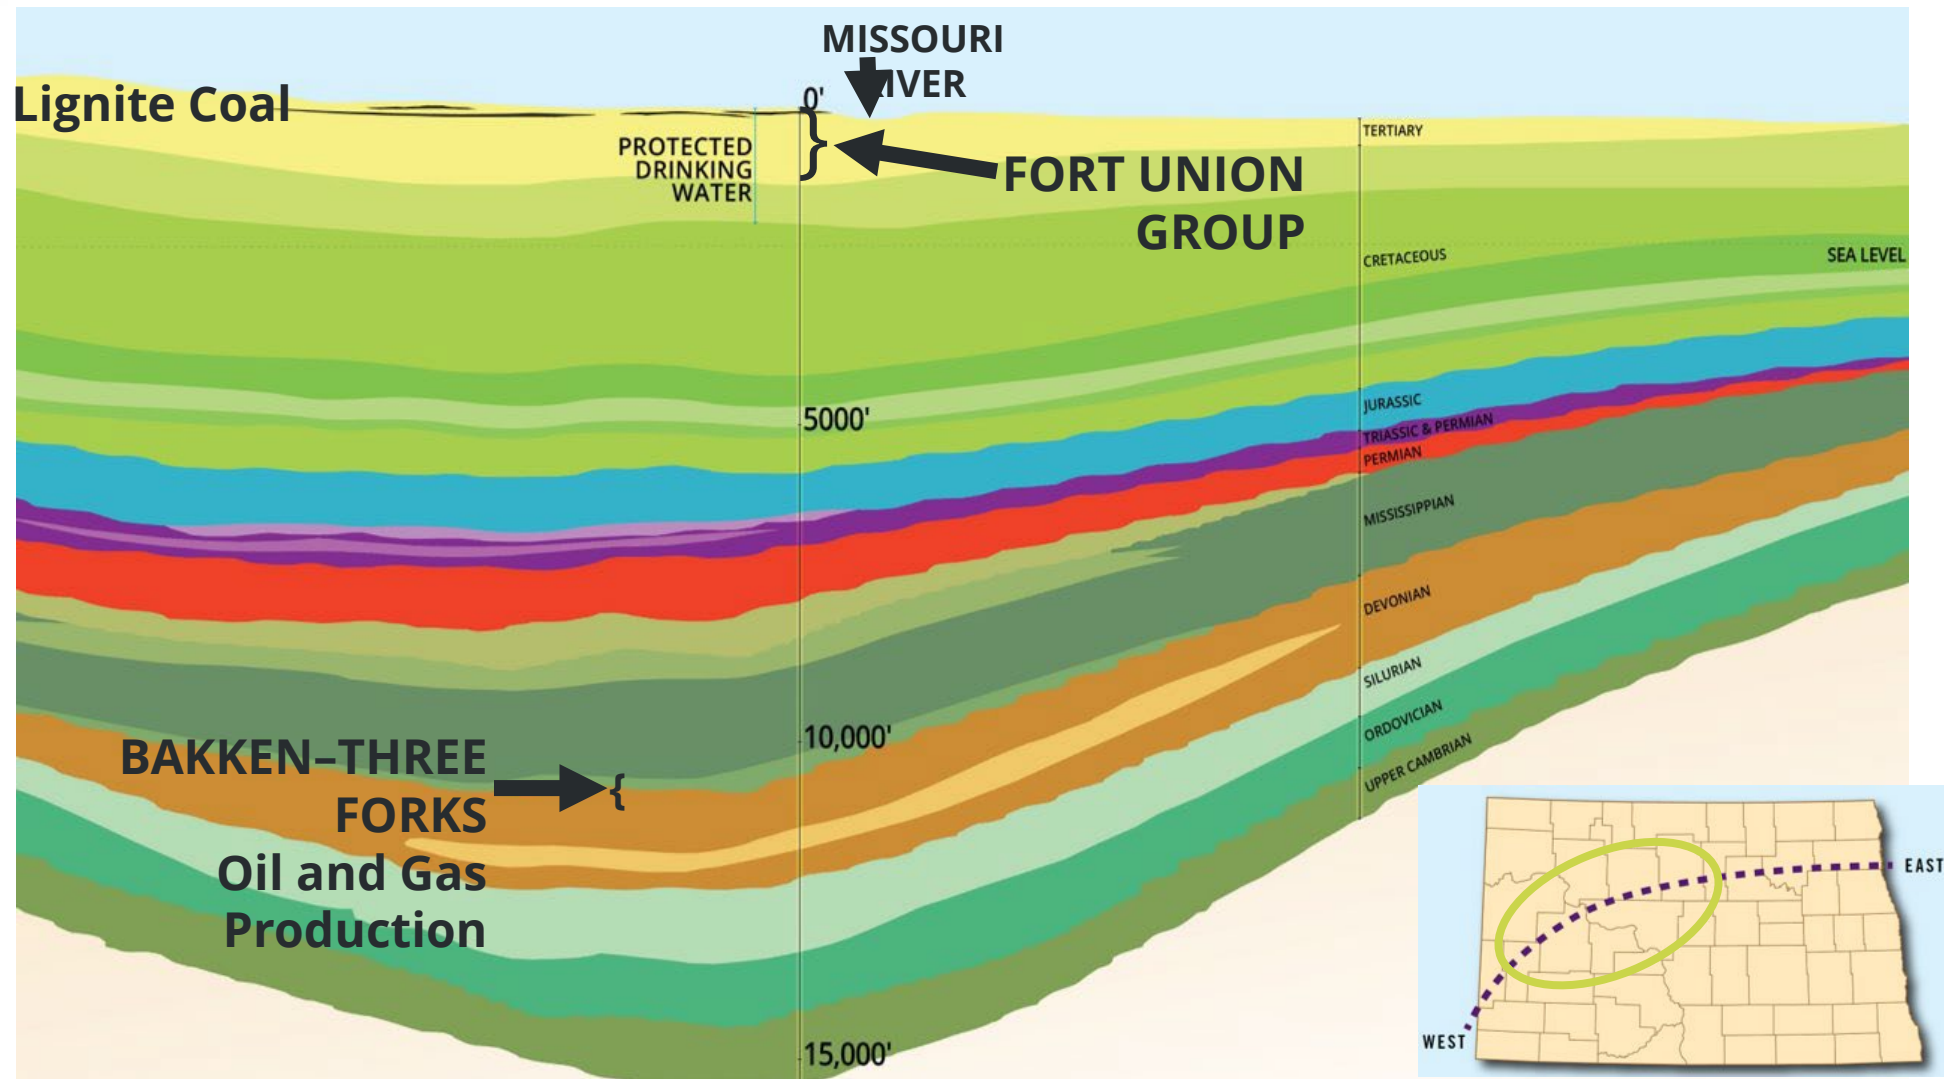 MISSOURI
RIVER
Lignite Coal
0'
PROTECTED
DRINKING
WATER
FORT UNION
GROUP
TERTIARY
CRETACEOUS
SEA LEVEL
5000'
JURASSIC
TRIASSIC & PERMIAN
PERMIAN
MISSISSIPPIAN
DEVONIAN
SILURIAN
ORDOVICIAN
UPPER CAMBRIAN
10,000'
BAKKEN–THREE
FORKS
Oil and Gas
Production
15,000'
EAST
WEST